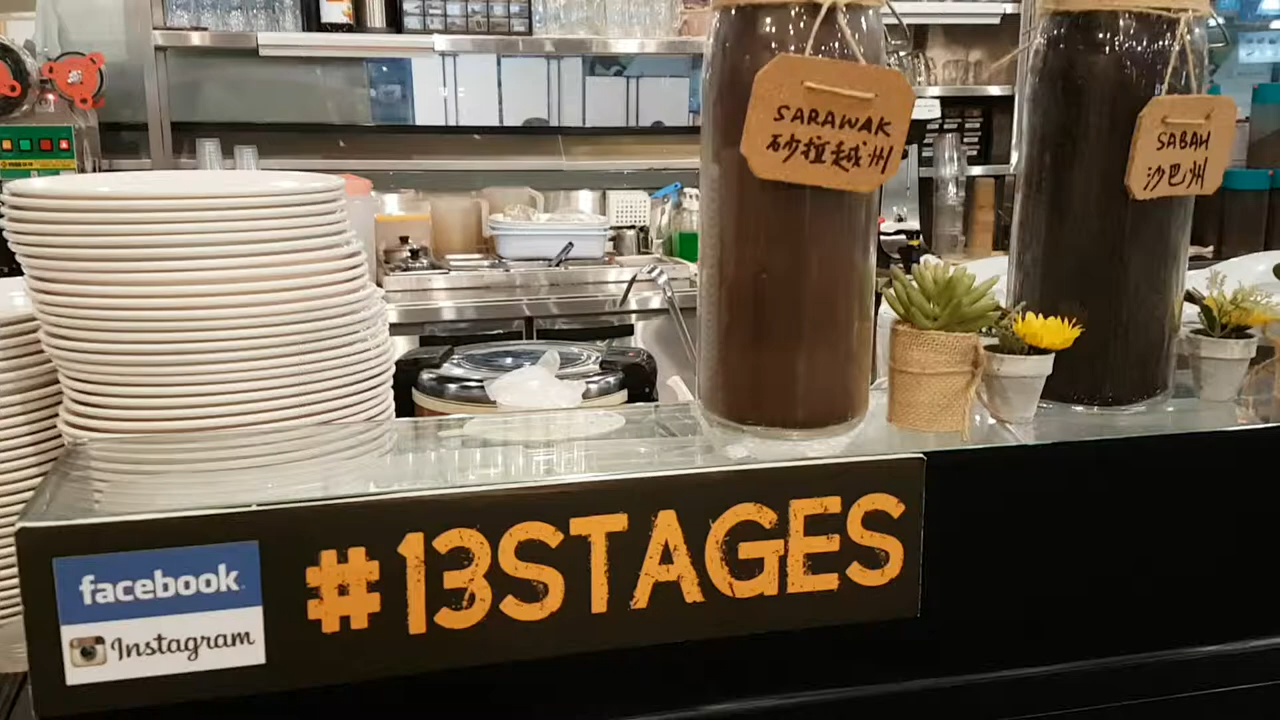 SARAWAK
砂拉越州
SABAH
沙巴州
facebook
Instagram
#13STAGES